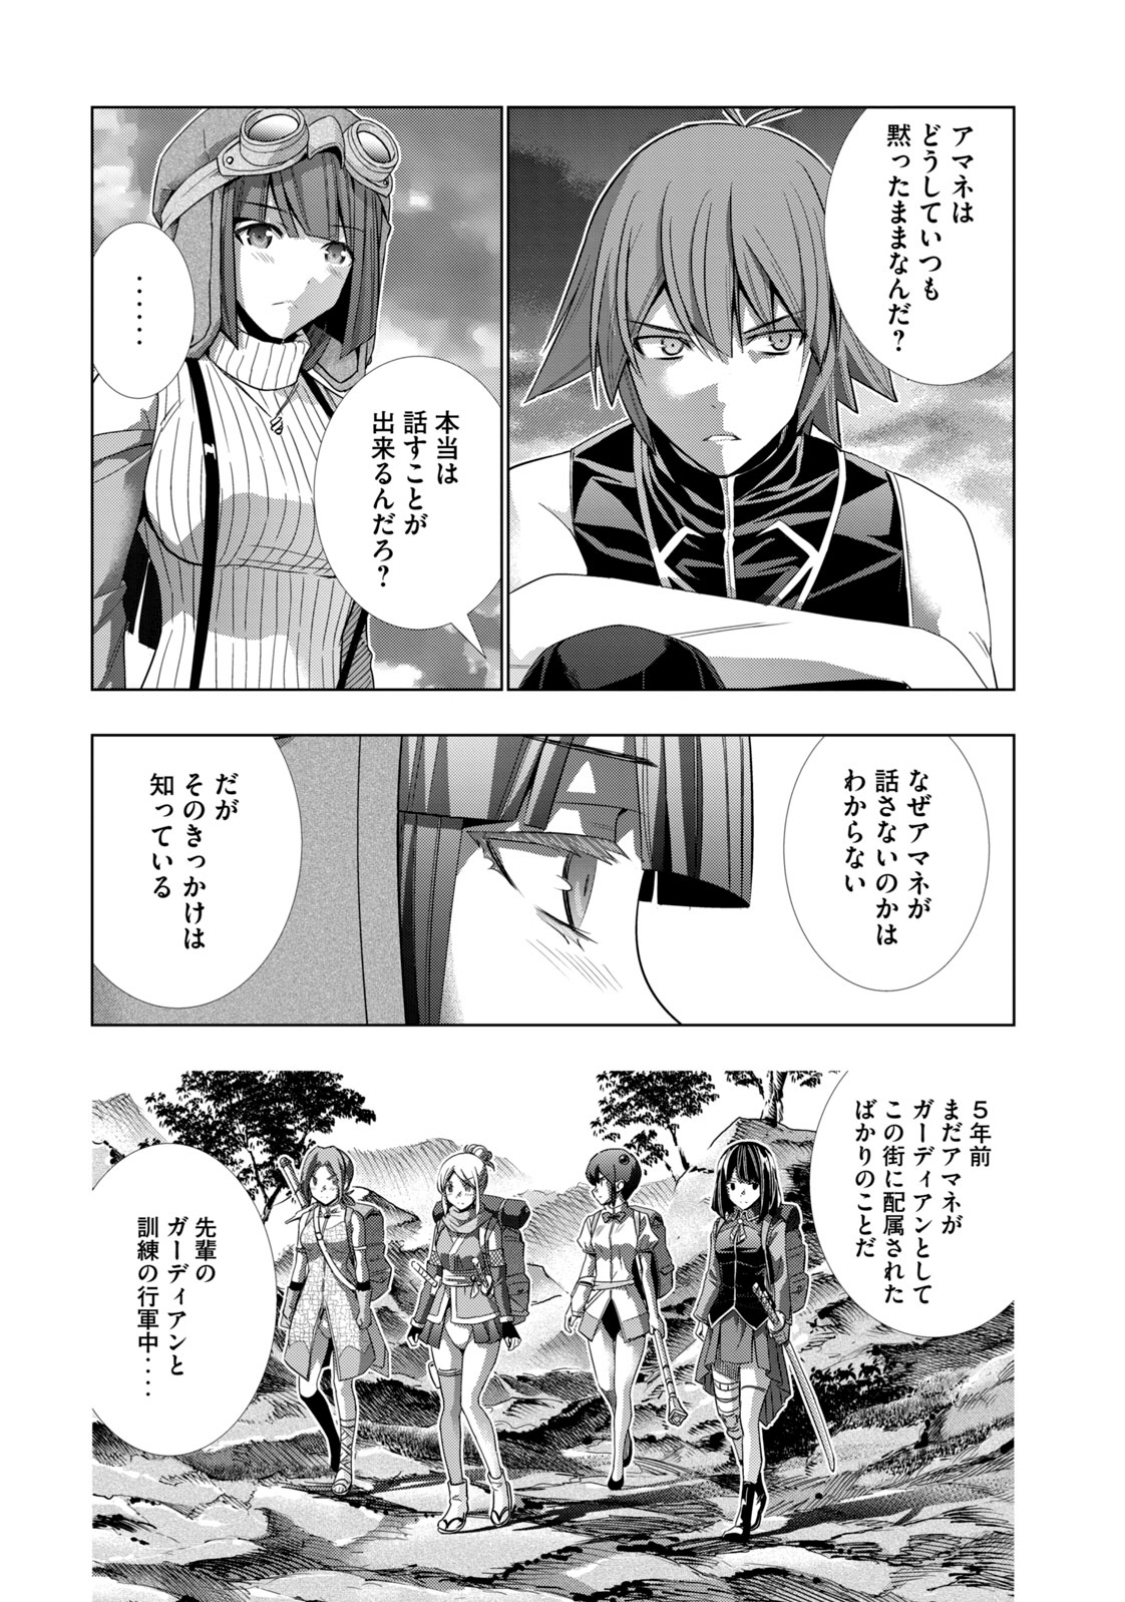 アマネは
どうしていつも
黙ったままなんだ?
本当は
話すことが
出来るんだろ?
・・・・・・
なぜアマネが
話さないのかは
わからない
だが
そのきっかけは
知っている
5年前
まだアマネが
ガーディアンとして
この街に配属された
ばかりのことだ
先輩の
ガーディアンと
訓練の行軍中・・・・